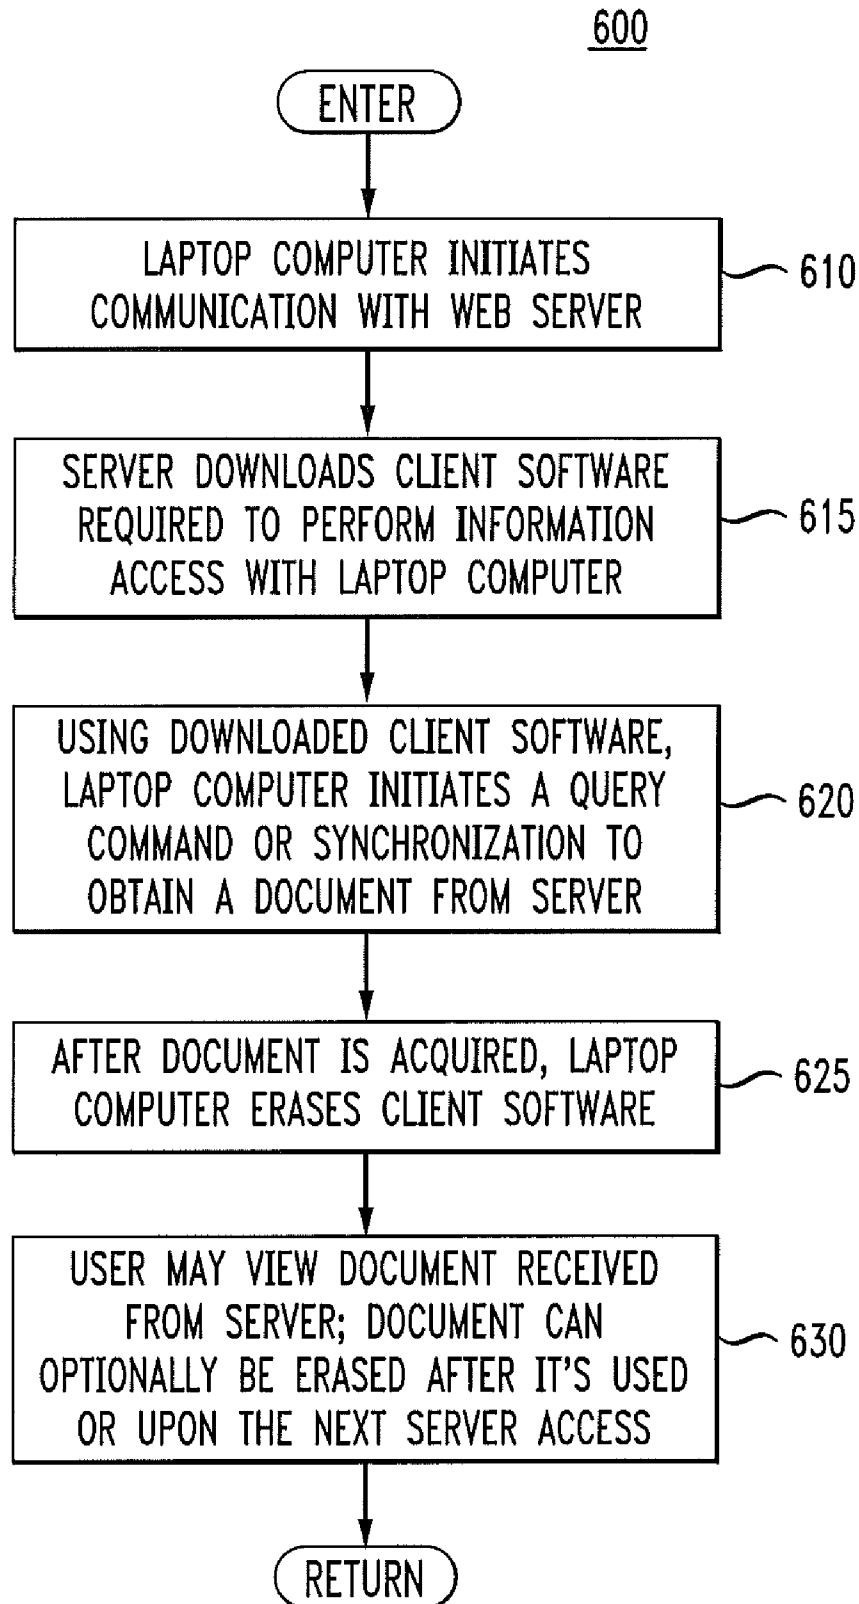 600
ENTER
LAPTOP COMPUTER INITIATES
COMMUNICATION WITH WEB SERVER
610
SERVER DOWNLOADS CLIENT SOFTWARE
REQUIRED TO PERFORM INFORMATION
ACCESS WITH LAPTOP COMPUTER
615
USING DOWNLOADED CLIENT SOFTWARE,
LAPTOP COMPUTER INITIATES A QUERY
COMMAND OR SYNCHRONIZATION TO
OBTAIN A DOCUMENT FROM SERVER
620
AFTER DOCUMENT IS ACQUIRED, LAPTOP
COMPUTER ERASES CLIENT SOFTWARE
625
USER MAY VIEW DOCUMENT RECEIVED
FROM SERVER; DOCUMENT CAN
OPTIONALLY BE ERASED AFTER IT'S USED
OR UPON THE NEXT SERVER ACCESS
630
RETURN